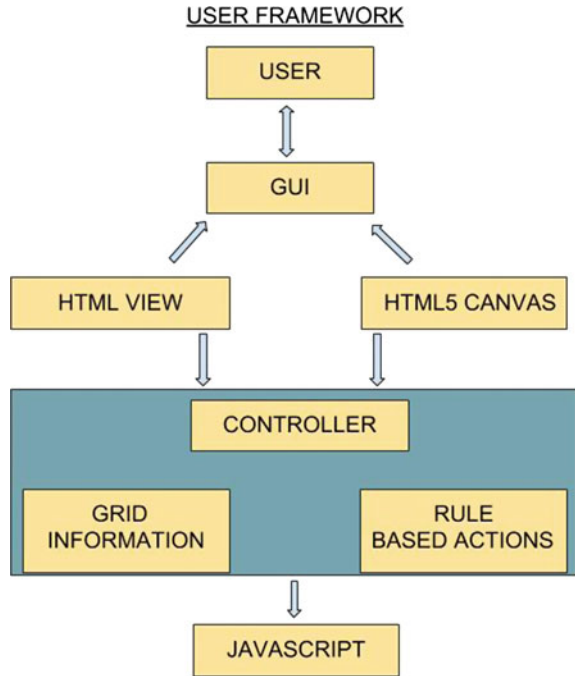 USER FRAMEWORK
USER
GUI
HTML VIEW
HTML5 CANVAS
CONTROLLER
GRID
INFORMATION
RULE
BASED ACTIONS
JAVASCRIPT